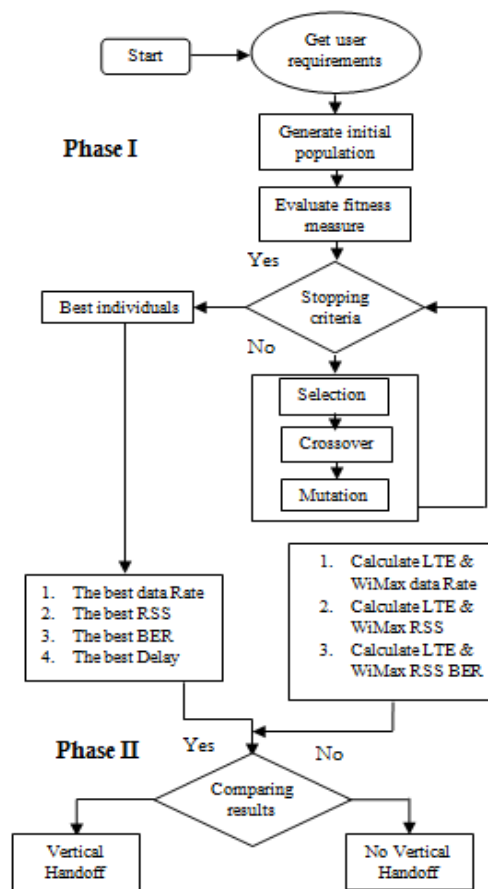 Start
Get user
requirements
Phase I
Generate initial
population
Evaluate fitness
measure
Yes
Best individuals
Stopping
criteria
No
Selection
Crossover
Mutation
1. The best data Rate
2. The best RSS
3. The best BER
4. The best Delay
1. Calculate LTE &
WiMax data Rate
2. Calculate LTE &
WiMax RSS
3. Calculate LTE &
WiMax RSS BER
Phase II
Yes
No
Comparing
results
Vertical
Handoff
No Vertical
Handoff